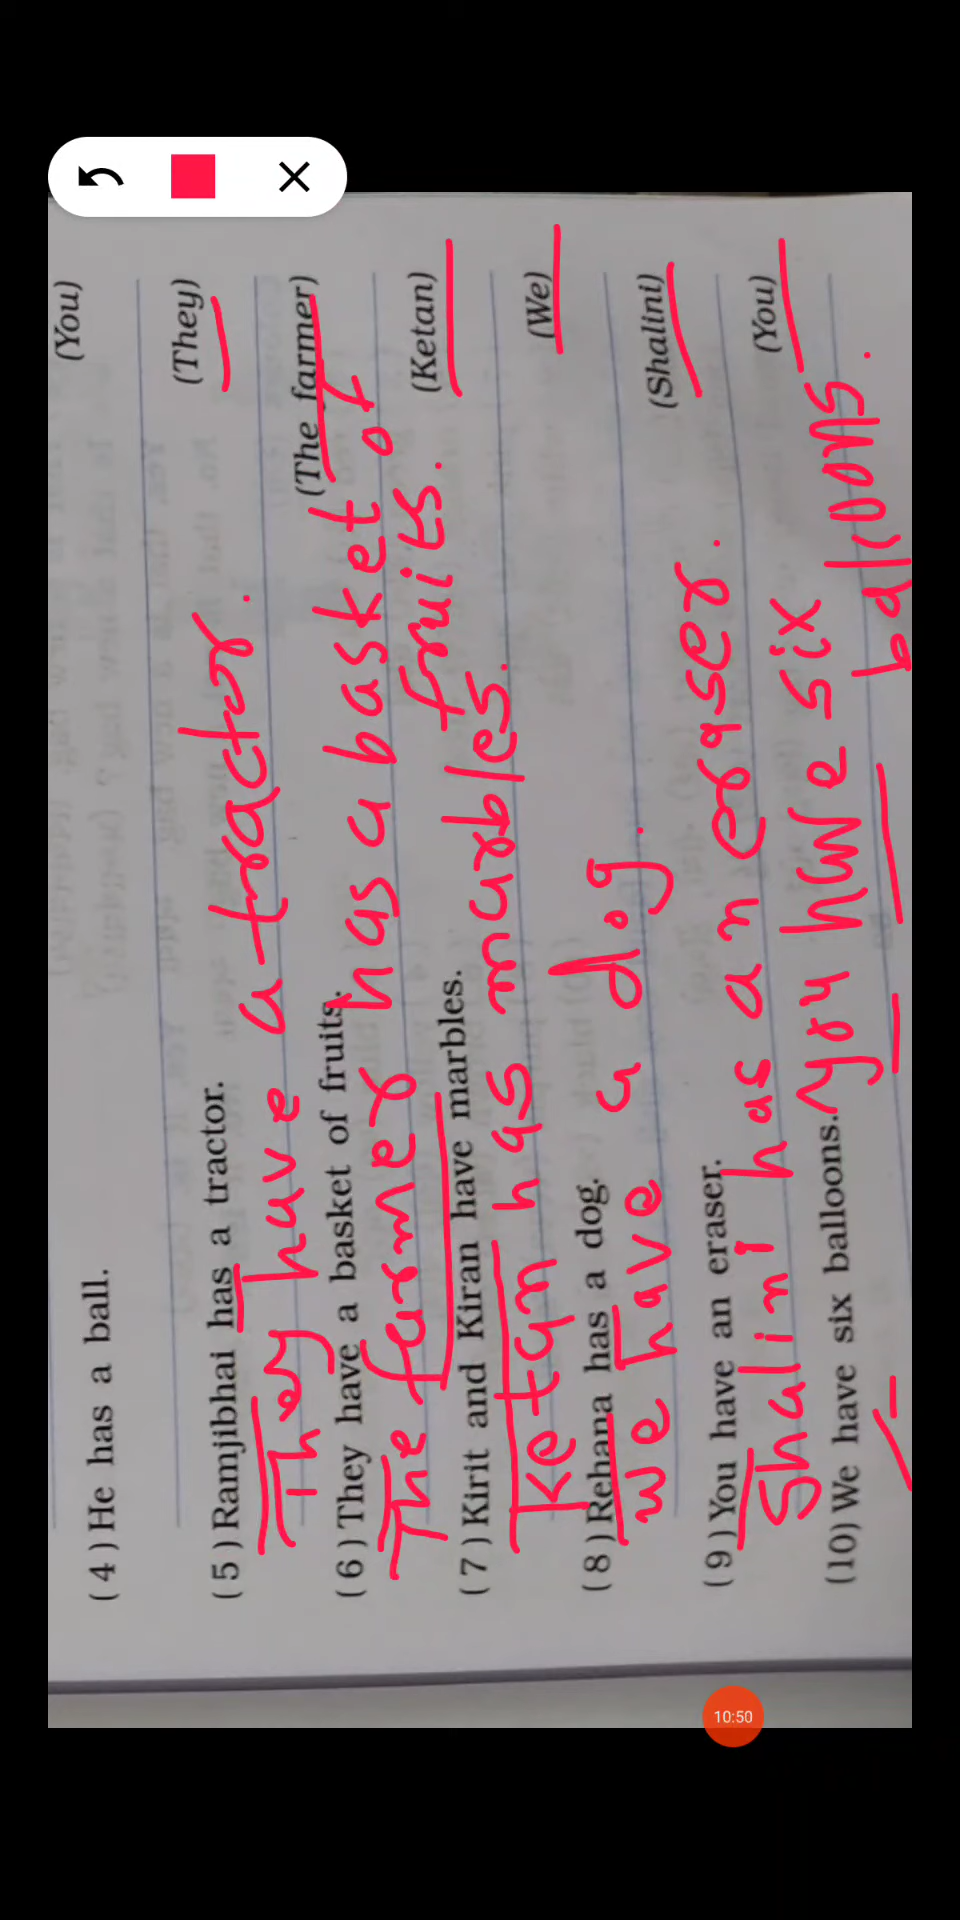 (You)
( 4 ) He has a ball.
(They)
( 5 ) Ramjibhai has a tractor.
They have a tractor.
(The farmer)
( 6 ) They have a basket of fruits.
The farmer has a basket of
fruits.
(Ketan)
( 7 ) Kirit and Kiran have marbles.
Ketan has marbles.
(We)
( 8 ) Rehana has a dog.
we have a dog.
(Shalini)
( 9 ) You have an eraser.
Shalini has an eraser.
(You)
(10) We have six balloons.
You have six
balloons.
10:50